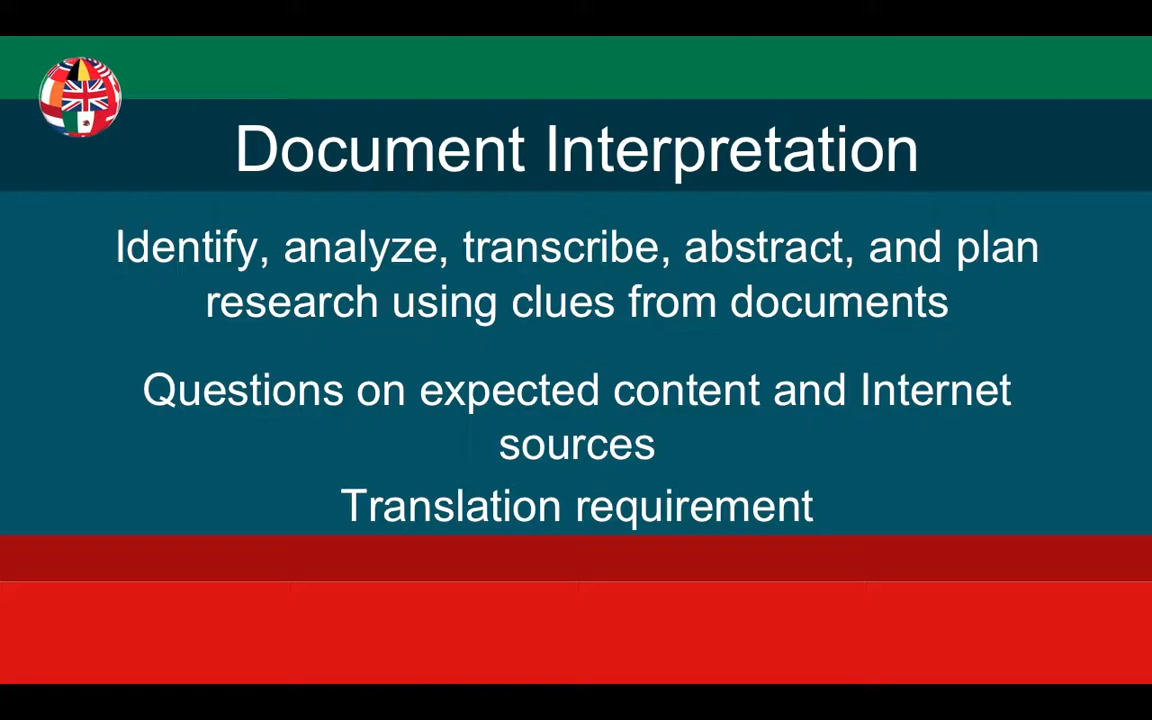 Document Interpretation
Identify, analyze, transcribe, abstract, and plan
research using clues from documents
Questions on expected content and Internet
sources
Translation requirement